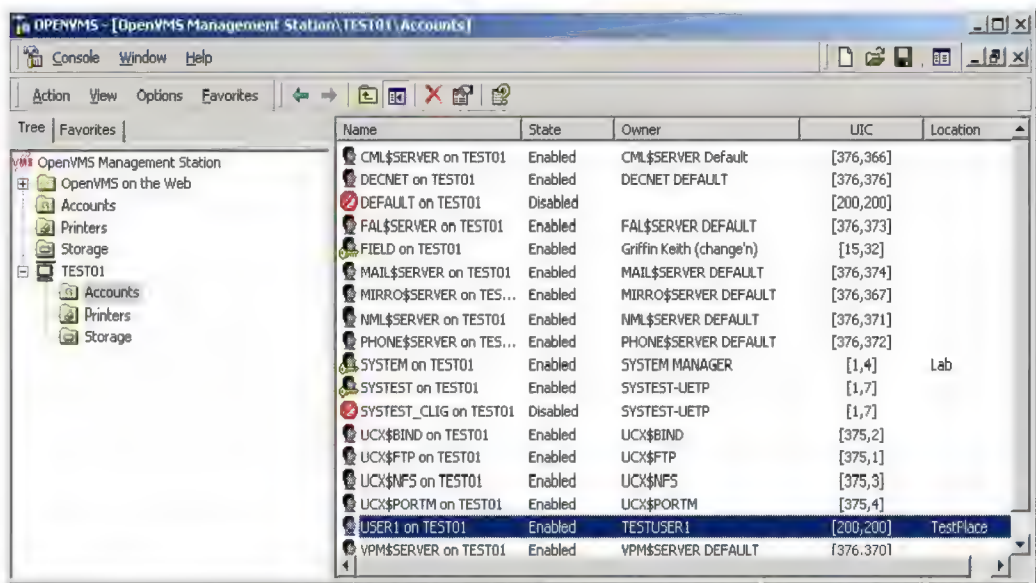 OPENVMS - [OpenVMS Management Station\TEST01\Accounts]
Console Window Help
Action View Options Favorites
Tree Favorites
Name State Owner UIC Location
OpenVMS Management Station
OpenVMS on the Web
Accounts
Printers
Storage
TEST01
Accounts
Printers
Storage
CML$SERVER on TEST01 Enabled CML$SERVER Default [376,366]
DECNET on TEST01 Enabled DECNET DEFAULT [376,376]
DEFAULT on TEST01 Disabled [200,200]
FAL$SERVER on TEST01 Enabled FAL$SERVER DEFAULT [376,373]
FIELD on TEST01 Enabled Griffin Keith (change'n) [15,32]
MAIL$SERVER on TEST01 Enabled MAIL$SERVER DEFAULT [376,374]
MIRRO$SERVER on TES... Enabled MIRRO$SERVER DEFAULT [376,367]
NML$SERVER on TEST01 Enabled NML$SERVER DEFAULT [376,371]
PHONE$SERVER on TES... Enabled PHONE$SERVER DEFAULT [376,372]
SYSTEM on TEST01 Enabled SYSTEM MANAGER [1,4] Lab
SYSTEST on TEST01 Enabled SYSTEST-UETP [1,7]
SYSTEST_CLIG on TEST01 Disabled SYSTEST-UETP [1,7]
UCX$BIND on TEST01 Enabled UCX$BIND [375,2]
UCX$FTP on TEST01 Enabled UCX$FTP [375,1]
UCX$NFS on TEST01 Enabled UCX$NFS [375,3]
UCX$PORTM on TEST01 Enabled UCX$PORTM [375,4]
USER1 on TEST01 Enabled TESTUSER1 [200,200] TestPlace
VPM$SERVER on TEST01 Enabled VPM$SERVER DEFAULT [376,370]